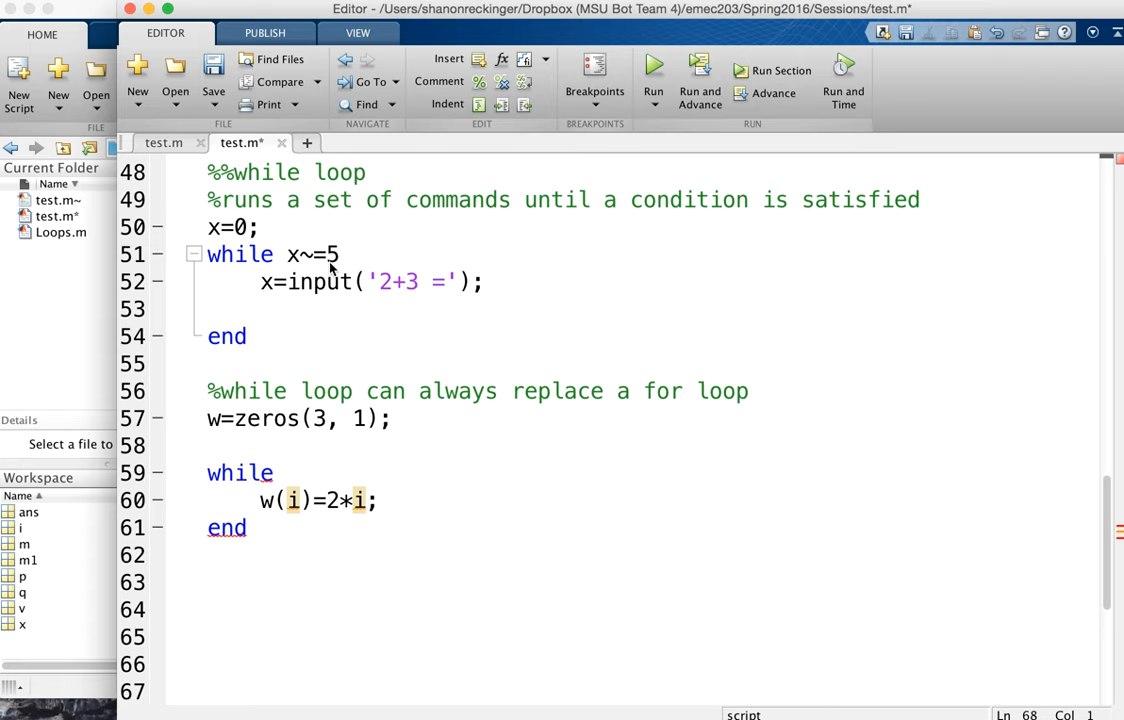 Editor - /Users/shanonreckinger/Dropbox (MSU Bot Team 4)/emec203/Spring2016/Sessions/test.m*
HOME
EDITOR PUBLISH VIEW
New Script
New
Open
FILE
New
Open
Save
Find Files
Compare
Print
FILE
Go To
Find
NAVIGATE
Insert
Comment
Indent
EDIT
Breakpoints
BREAKPOINTS
Run
Run and Advance
Run Section
Advance
Run and Time
RUN
Current Folder
Name
test.m~
test.m*
Loops.m
Details
Select a file to
Workspace
Name
ans
i
m
m1
p
q
v
x
test.m test.m*
48 %%while loop
49 %runs a set of commands until a condition is satisfied
50 x=0;
51 while x~=5
52 x=input('2+3 =');
53
54 end
55
56 %while loop can always replace a for loop
57 w=zeros(3, 1);
58
59 while
60 w(i)=2*i;
61 end
62
63
64
65
66
67
script Ln 68 Col 1